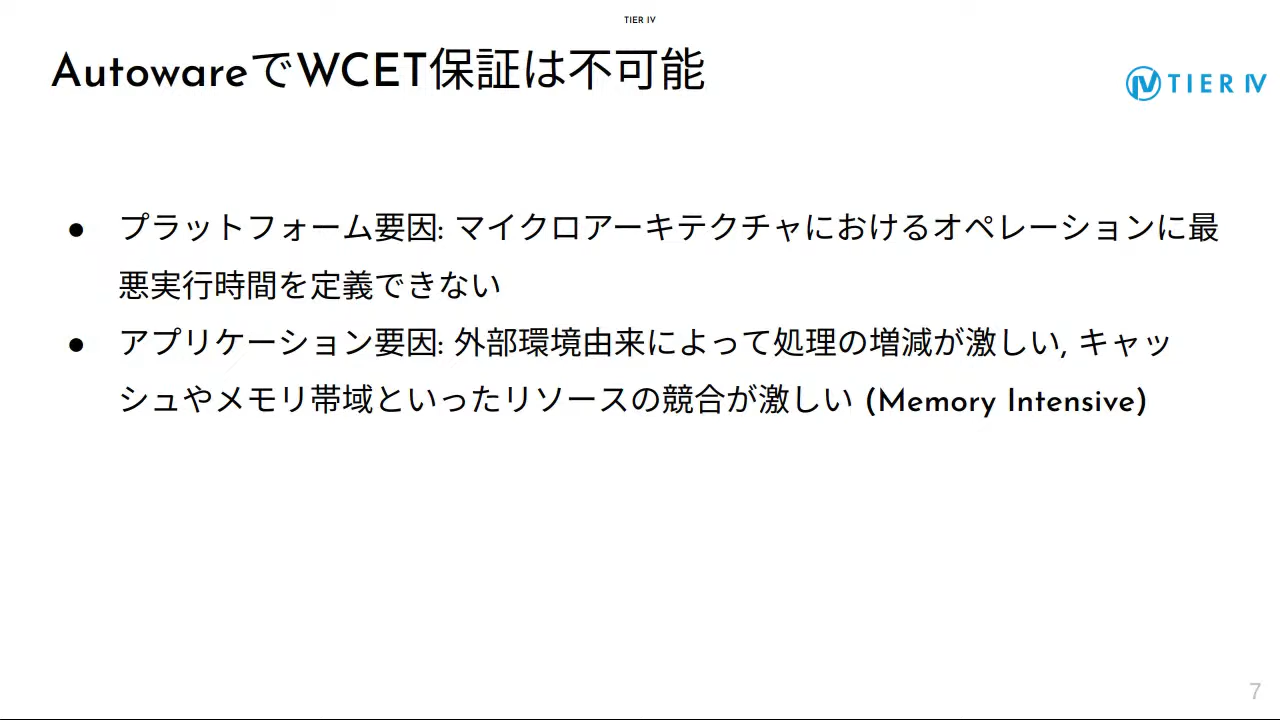 TIER IV
AutowareでWCET保証は不可能
TIER IV
● プラットフォーム要因: マイクロアーキテクチャにおけるオペレーションに最
悪実行時間を定義できない
● アプリケーション要因: 外部環境由来によって処理の増減が激しい, キャッ
シュやメモリ帯域といったリソースの競合が激しい (Memory Intensive)
7